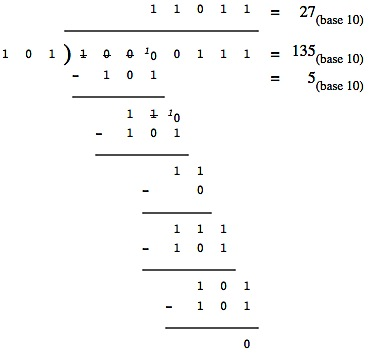 1 1 0 1 1 = 27(base 10)
1 0 1 ) 1 0 0 10 0 1 1 1 = 135(base 10)
- 1 0 1 = 5(base 10)
1 1 10
- 1 0 1
1 1
- 0
1 1 1
- 1 0 1
1 0 1
- 1 0 1
0